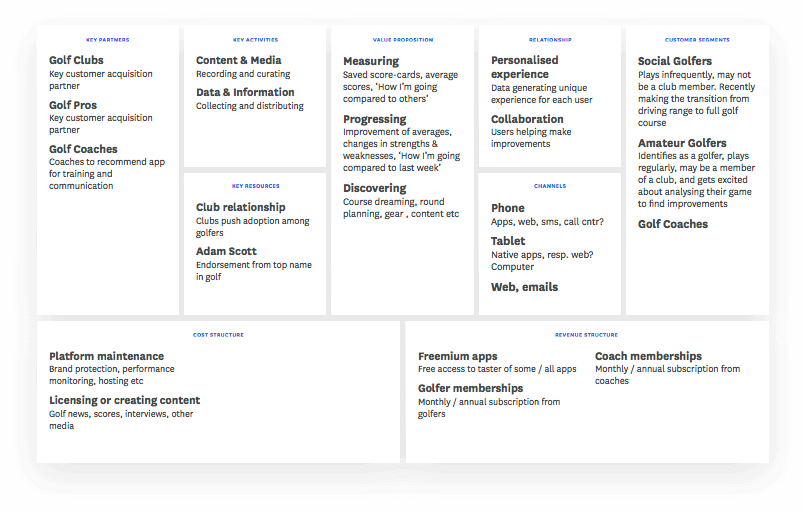 KEY PARTNERS
Golf Clubs
Key customer acquisition
partner
Golf Pros
Key customer acquisition
partner
Golf Coaches
Coaches to recommend app
for training and
communication
KEY ACTIVITIES
Content & Media
Recording and curating
Data & Information
Collecting and distributing
KEY RESOURCES
Club relationship
Clubs push adoption among
golfers
Adam Scott
Endorsement from top name
in golf
VALUE PROPOSITION
Measuring
Saved score-cards, average
scores, ‘How I’m going
compared to others’
Progressing
Improvement of averages,
changes in strengths &
weaknesses, ‘How I’m going
compared to last week’
Discovering
Course dreaming, round
planning, gear , content etc
RELATIONSHIP
Personalised
experience
Data generating unique
experience for each user
Collaboration
Users helping make
improvements
CHANNELS
Phone
Apps, web, sms, call cntr?
Tablet
Native apps, resp. web?
Computer
Web, emails
CUSTOMER SEGMENTS
Social Golfers
Plays infrequently, may not
be a club member. Recently
making the transition from
driving range to full golf
course
Amateur Golfers
Identifies as a golfer, plays
regularly, may be a member
of a club, and gets excited
about analysing their game
to find improvements
Golf Coaches
COST STRUCTURE
Platform maintenance
Brand protection, performance
monitoring, hosting etc
Licensing or creating content
Golf news, scores, interviews, other
media
REVENUE STRUCTURE
Freemium apps
Free access to taster of some / all apps
Golfer memberships
Monthly / annual subscription from
golfers
Coach memberships
Monthly / annual subscription from
coaches